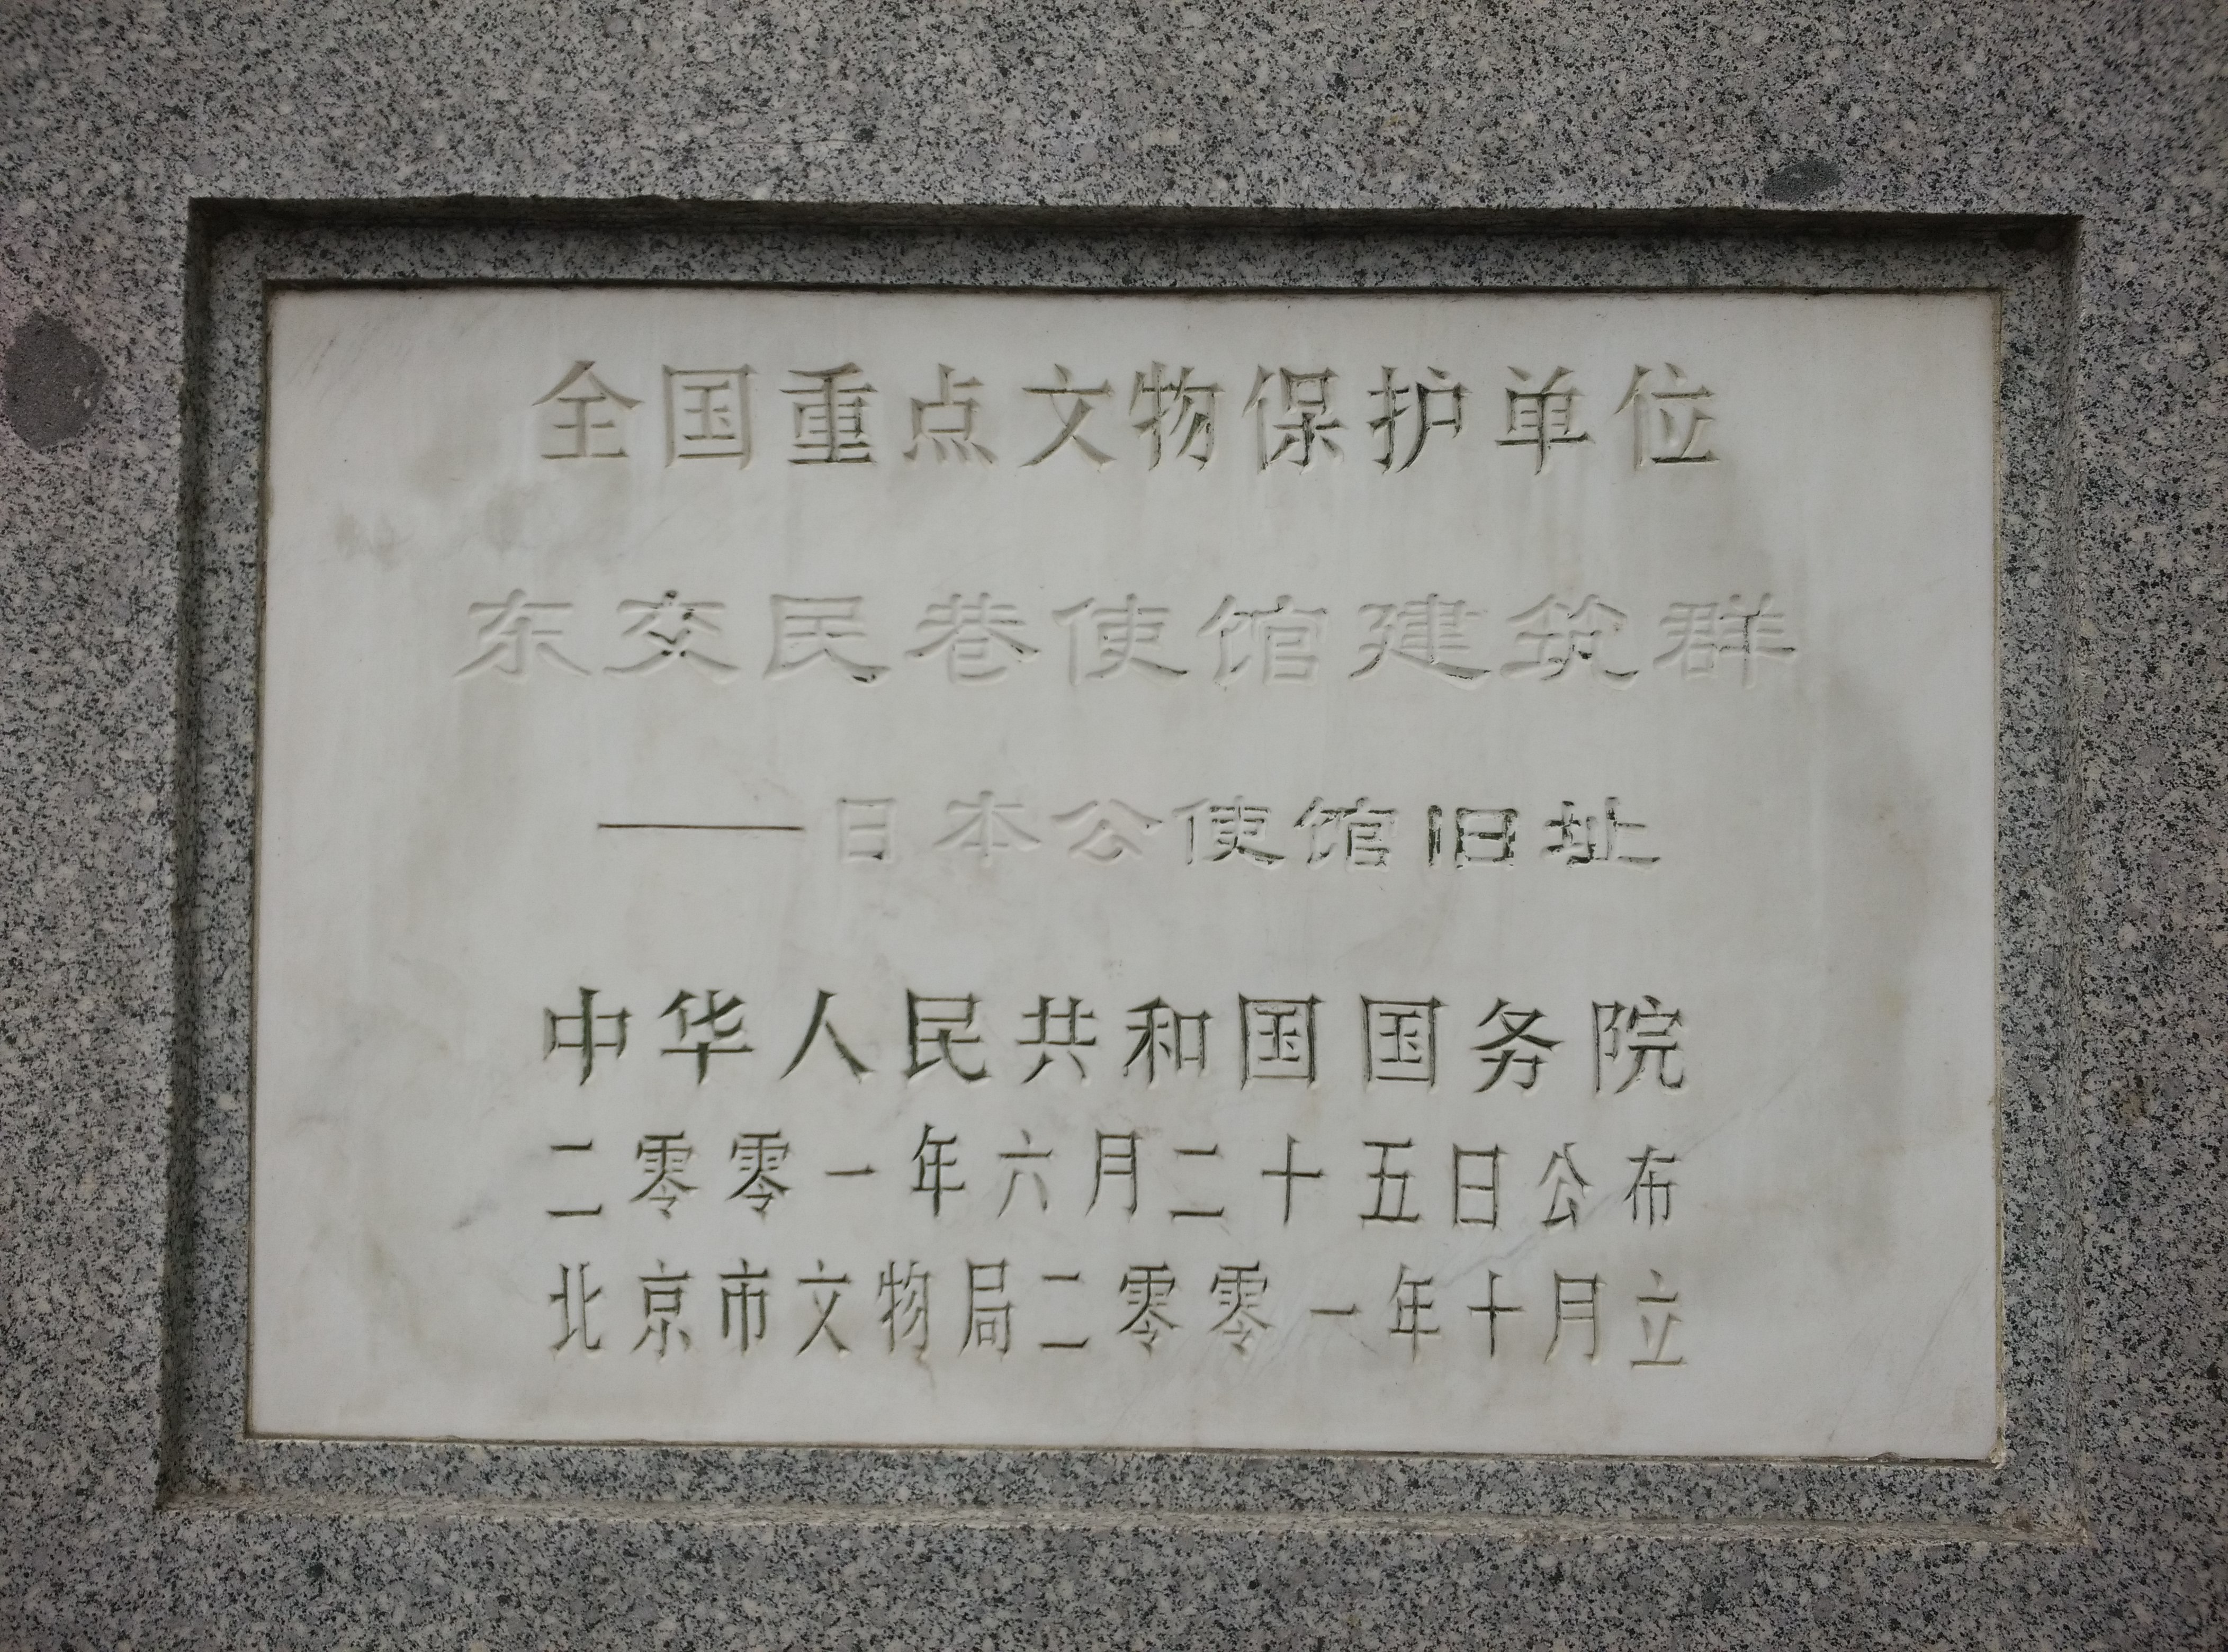 全国重点文物保护单位
东交民巷使馆建筑群
——日本公使馆旧址
中华人民共和国国务院
二零零一年六月二十五日公布
北京市文物局二零零一年十月立